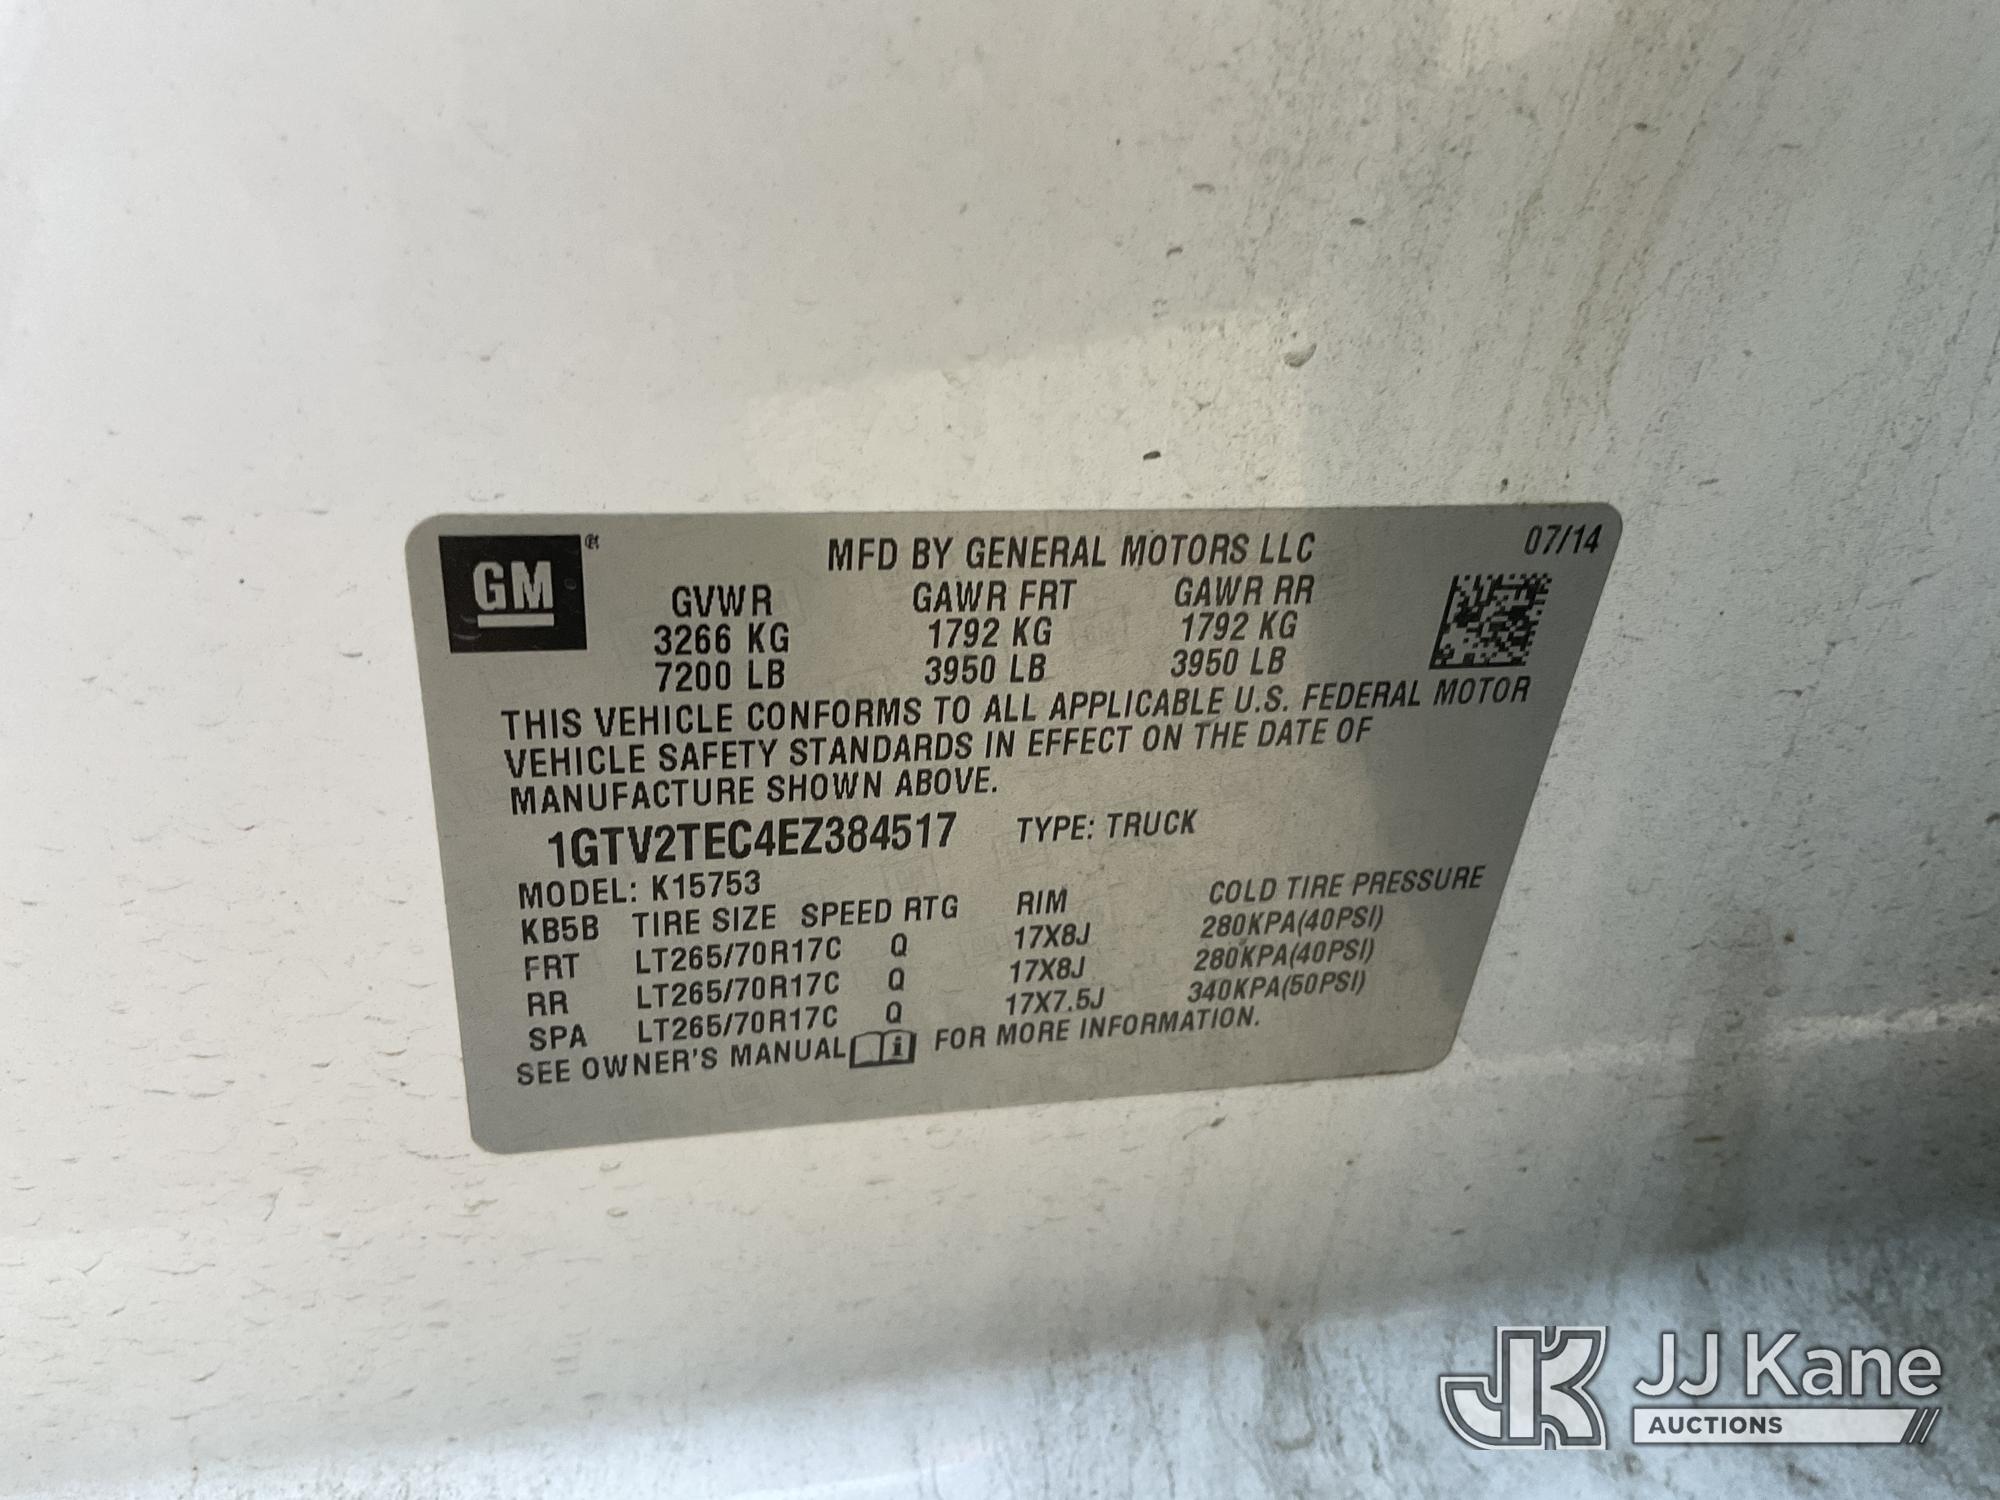 GM®
MFD BY GENERAL MOTORS LLC 07/14
GVWR GAWR FRT GAWR RR
3266 KG 1792 KG 1792 KG
7200 LB 3950 LB 3950 LB
THIS VEHICLE CONFORMS TO ALL APPLICABLE U.S. FEDERAL MOTOR
VEHICLE SAFETY STANDARDS IN EFFECT ON THE DATE OF
MANUFACTURE SHOWN ABOVE.
1GTV2TEC4EZ384517 TYPE: TRUCK
MODEL: K15753
KB5B TIRE SIZE SPEED RTG RIM COLD TIRE PRESSURE
FRT LT265/70R17C Q 17X8J 280KPA(40PSI)
RR LT265/70R17C Q 17X8J 280KPA(40PSI)
SPA LT265/70R17C Q 17X7.5J 340KPA(50PSI)
SEE OWNER'S MANUAL i FOR MORE INFORMATION.
JK JJ Kane
AUCTIONS